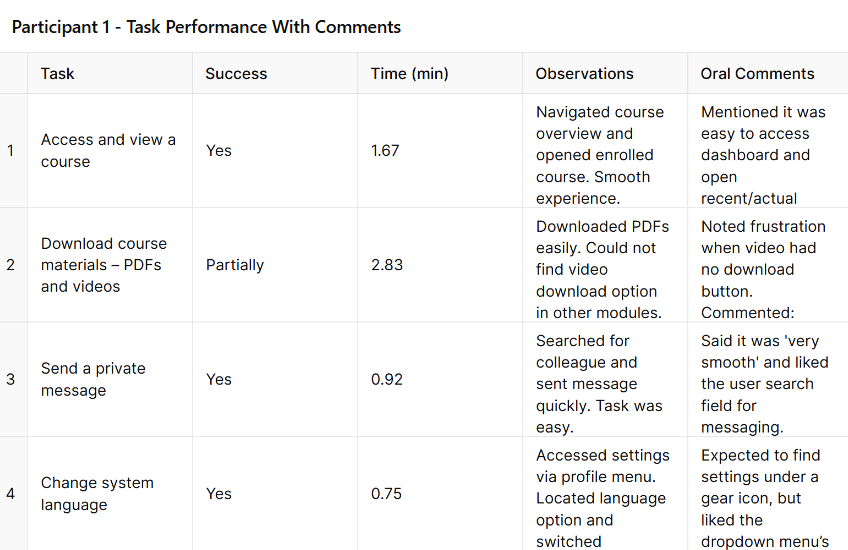 Participant 1 - Task Performance With Comments
Task
Success
Time (min)
Observations
Oral Comments
1
Access and view a
course
Yes
1.67
Navigated course
overview and
opened enrolled
course. Smooth
experience.
Mentioned it was
easy to access
dashboard and
open
recent/actual
2
Download course
materials – PDFs
and videos
Partially
2.83
Downloaded PDFs
easily. Could not
find video
download option
in other modules.
Noted frustration
when video had
no download
button.
Commented:
3
Send a private
message
Yes
0.92
Searched for
colleague and
sent message
quickly. Task was
easy.
Said it was 'very
smooth' and liked
the user search
field for
messaging.
4
Change system
language
Yes
0.75
Accessed settings
via profile menu.
Located language
option and
switched
Expected to find
settings under a
gear icon, but
liked the
dropdown menu’s